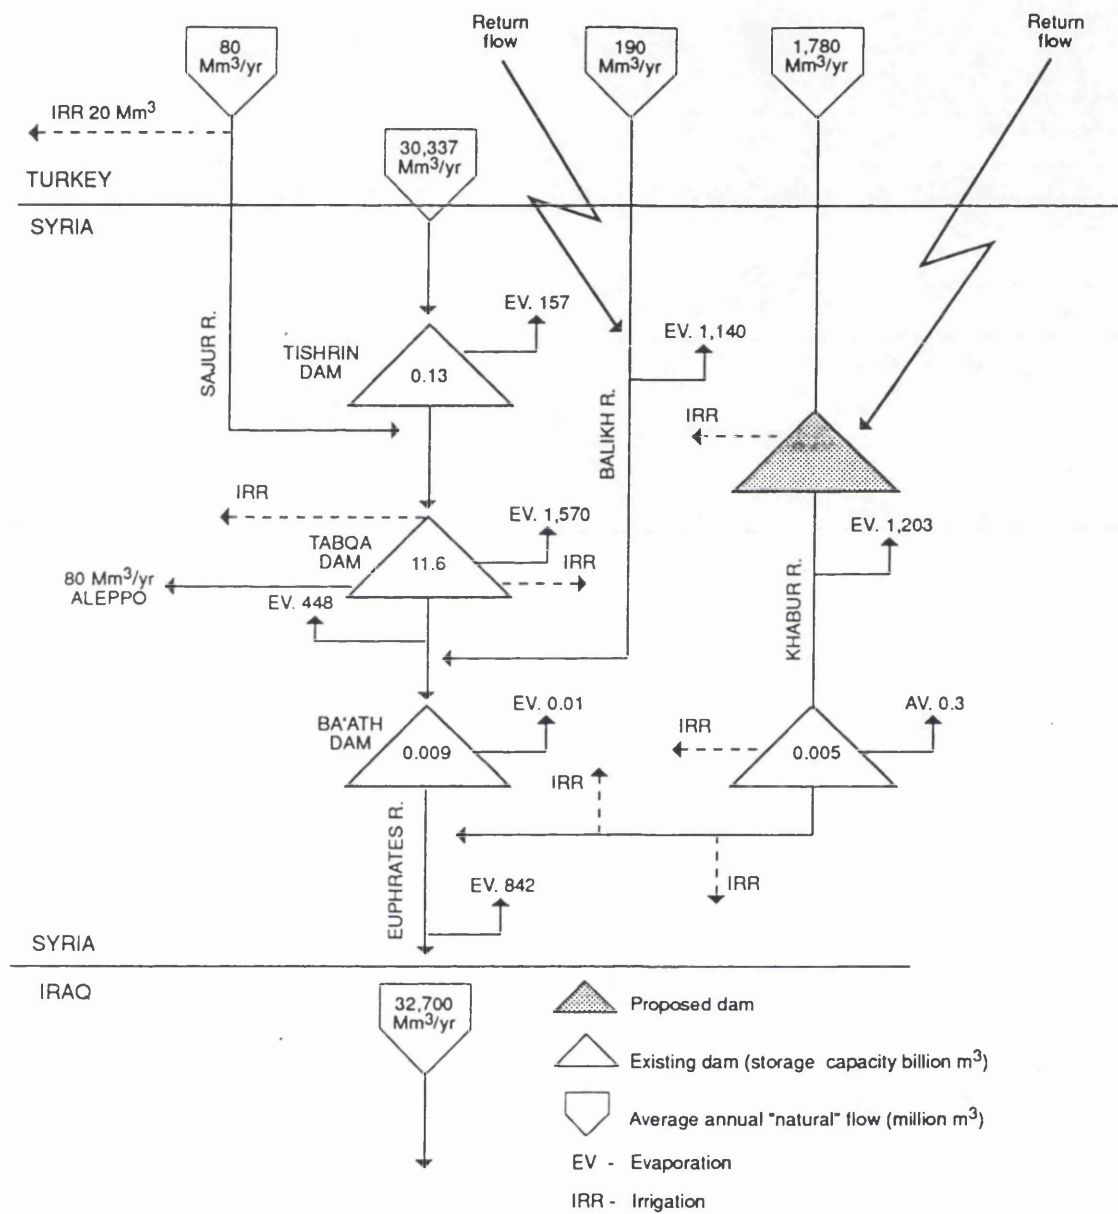 80
Mm³/yr
Return
flow
190
Mm³/yr
1,780
Mm³/yr
Return
flow
IRR 20 Mm³
30,337
Mm³/yr
TURKEY
SYRIA
SAJUR R.
TISHRIN
DAM
0.13
EV. 157
EV. 1,140
BALIKH R.
IRR
IRR
TABQA
DAM
11.6
EV. 1,570
IRR
EV. 1,203
80 Mm³/yr
ALEPPO
EV. 448
KHABUR R.
BA'ATH
DAM
0.009
EV. 0.01
IRR
0.005
AV. 0.3
IRR
EUPHRATES R.
EV. 842
IRR
SYRIA
IRAQ
32,700
Mm³/yr
Proposed dam
Existing dam (storage capacity billion m³)
Average annual "natural" flow (million m³)
EV - Evaporation
IRR - Irrigation